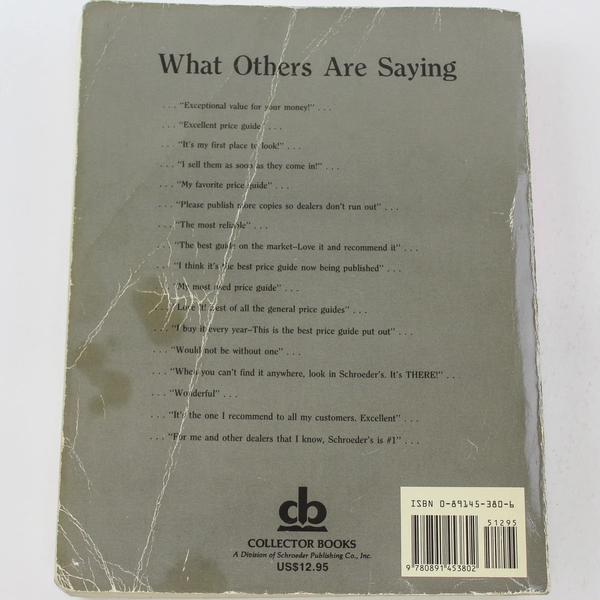 What Others Are Saying
. . . "Exceptional value for your money!" . . .
. . . "Excellent price guide" . . .
. . . "It's my first place to look!" . . .
. . . "I sell them as soon as they come in!" . . .
. . . "My favorite price guide" . . .
. . . "Please publish more copies so dealers don't run out" . . .
. . . "The most reliable" . . .
. . . "The best guide on the market–Love it and recommend it" . . .
. . . "I think it's the best price guide now being published" . . .
. . . "My most used price guide" . . .
. . . "Love it! Best of all the general price guides" . . .
. . . "I buy it every year–This is the best price guide put out" . . .
. . . "Would not be without one" . . .
. . . "When you can't find it anywhere, look in Schroeder's. It's THERE!" . . .
. . . "Wonderful" . . .
. . . "It's the one I recommend to all my customers. Excellent" . . .
. . . "For me and other dealers that I know, Schroeder's is #1" . . .
cb
COLLECTOR BOOKS
A Division of Schroeder Publishing Co., Inc.
US$12.95
ISBN 0-89145-380-6
51295
9 780891 453802